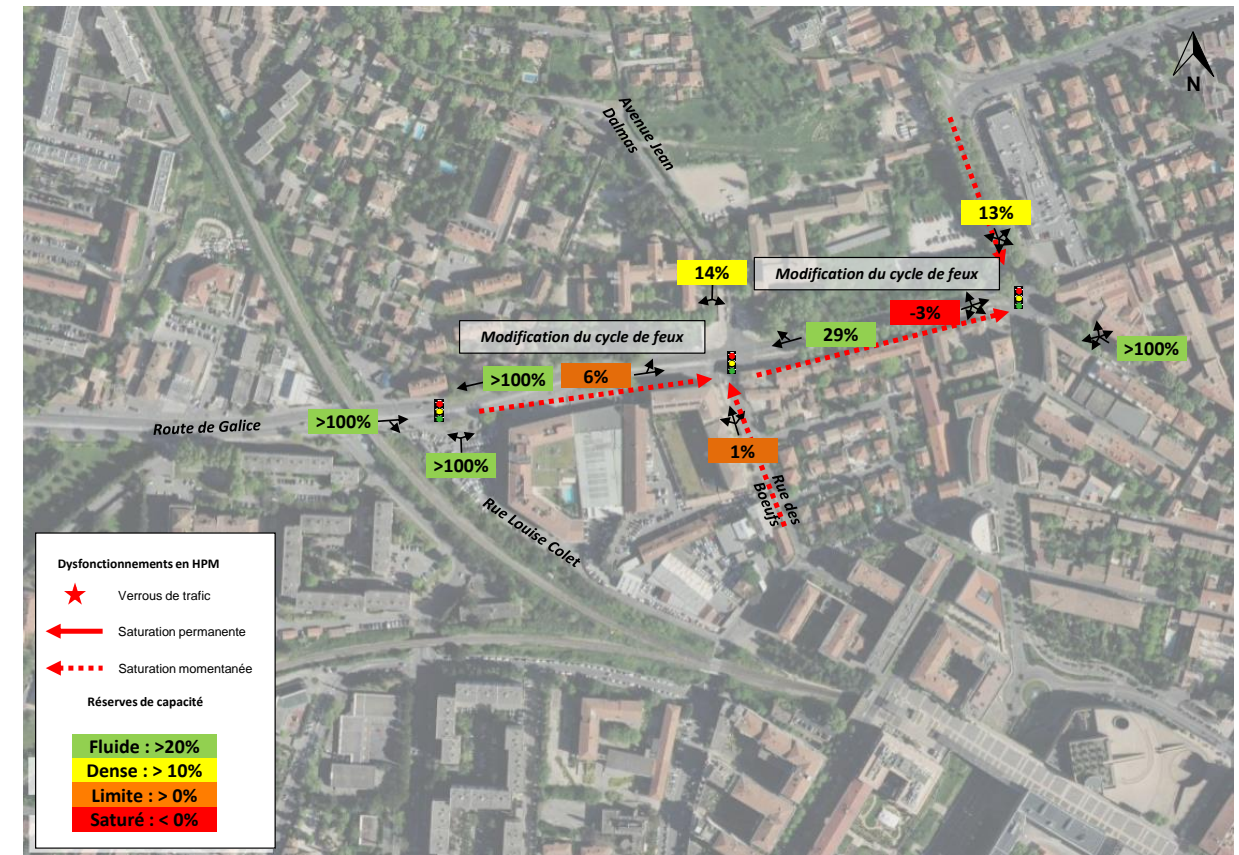 N
Avenue Jean
Dalmas
13%
14%
Modification du cycle de feux
-3%
Modification du cycle de feux
29%
>100%
>100%
6%
Route de Galice
>100%
>100%
1%
Rue des
Boeufs
Rue Louise Colet
Dysfonctionnements en HPM
Verrous de trafic
Saturation permanente
Saturation momentanée
Réserves de capacité
Fluide : >20%
Dense : > 10%
Limite : > 0%
Saturé : < 0%